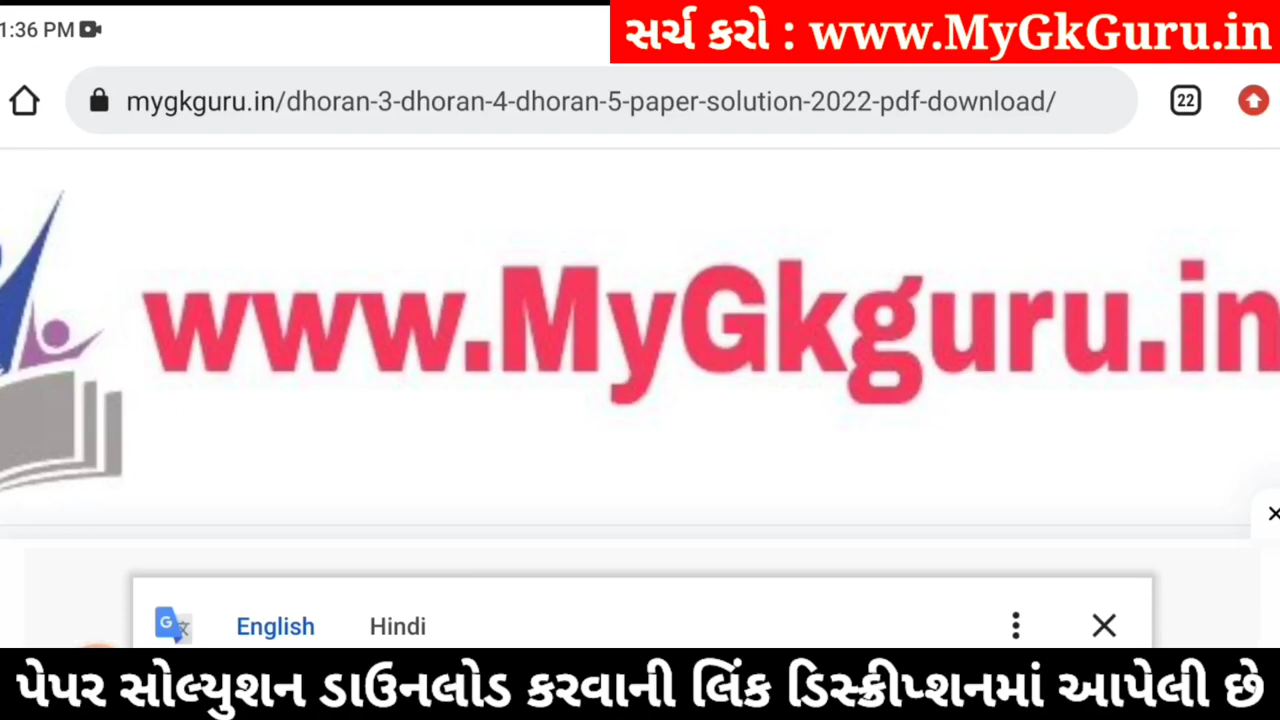 1:36 PM
સર્ચ કરો : www.MyGkGuru.in
mygkguru.in/dhoran-3-dhoran-4-dhoran-5-paper-solution-2022-pdf-download/
22
www.MyGkguru.in
G 文
English Hindi
પેપર સોલ્યુશન ડાઉનલોડ કરવાની લિંક ડિસ્ક્રીપ્શનમાં આપેલી છે